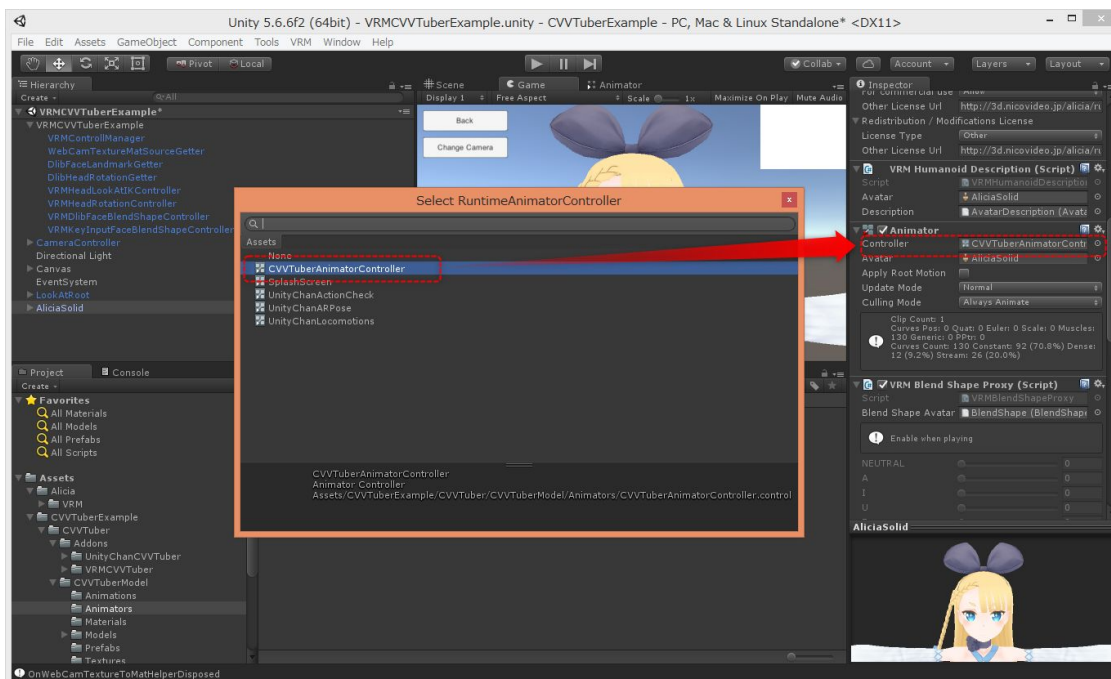 Unity 5.6.6f2 (64bit) - VRMCVVTuberExample.unity - CVVTuberExample - PC, Mac & Linux Standalone* <DX11>
File Edit Assets GameObject Component Tools VRM Window Help
Pivot Local Collab Account Layers Layout
Hierarchy
Create All
VRMCVVTuberExample*
VRMCVVTuberExample
VRMControllManager
WebCamTextureMatSourceGetter
DlibFaceLandmarkGetter
DlibHeadRotationGetter
VRMHeadLookAtIKController
VRMHeadRotationController
VRMDlibFaceBlendShapeController
VRMKeyInputFaceBlendShapeController
CameraController
Directional Light
Canvas
EventSystem
LookAtRoot
AliciaSolid
Scene Game Animator
Display 1 Free Aspect Scale 1x Maximize On Play Mute Audio
Back
Change Camera
Select RuntimeAnimatorController
x
Assets
None
CVVTuberAnimatorController
SplashScreen
UnityChanActionCheck
UnityChanARPose
UnityChanLocomotions
CVVTuberAnimatorController
Animator Controller
Assets/CVVTuberExample/CVVTuber/CVVTuberModel/Animators/CVVTuberAnimatorController.control
Inspector
For Commercial use Allow
Other License Url http://3d.nicovideo.jp/alicia/ru
Redistribution / Modifications License
License Type Other
Other License Url http://3d.nicovideo.jp/alicia/ru
VRM Humanoid Description (Script)
Script VRMHumanoidDescription
Avatar AliciaSolid
Description AvatarDescription (Avata
Animator
Controller CVVTuberAnimatorContr
Avatar AliciaSolid
Apply Root Motion
Update Mode Normal
Culling Mode Always Animate
Clip Count: 1
Curves Pos: 0 Quat: 0 Euler: 0 Scale: 0 Muscles:
130 Generic: 0 PPtr: 0
Curves Count: 130 Constant: 92 (70.8%) Dense:
12 (9.2%) Stream: 26 (20.0%)
VRM Blend Shape Proxy (Script)
Script VRMBlendShapeProxy
Blend Shape Avatar BlendShape (BlendShape
Enable when playing
NEUTRAL 0
A 0
I 0
U 0
AliciaSolid
Project Console
Create
Favorites
All Materials
All Models
All Prefabs
All Scripts
Assets
Alicia
VRM
CVVTuberExample
CVVTuber
Addons
UnityChanCVVTuber
VRMCVVTuber
CVVTuberModel
Animations
Animators
Materials
Models
Prefabs
Textures
OnWebCamTextureToMatHelperDisposed